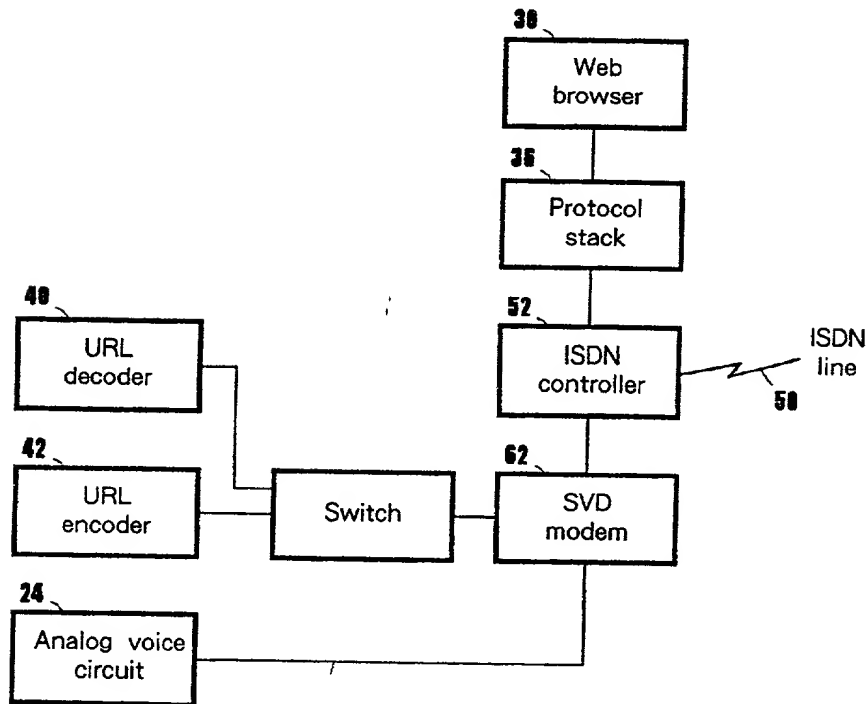 38
Web
browser
36
Protocol
stack
40
URL
decoder
52
ISDN
controller
ISDN
line
50
42
URL
encoder
Switch
62
SVD
modem
24
Analog voice
circuit